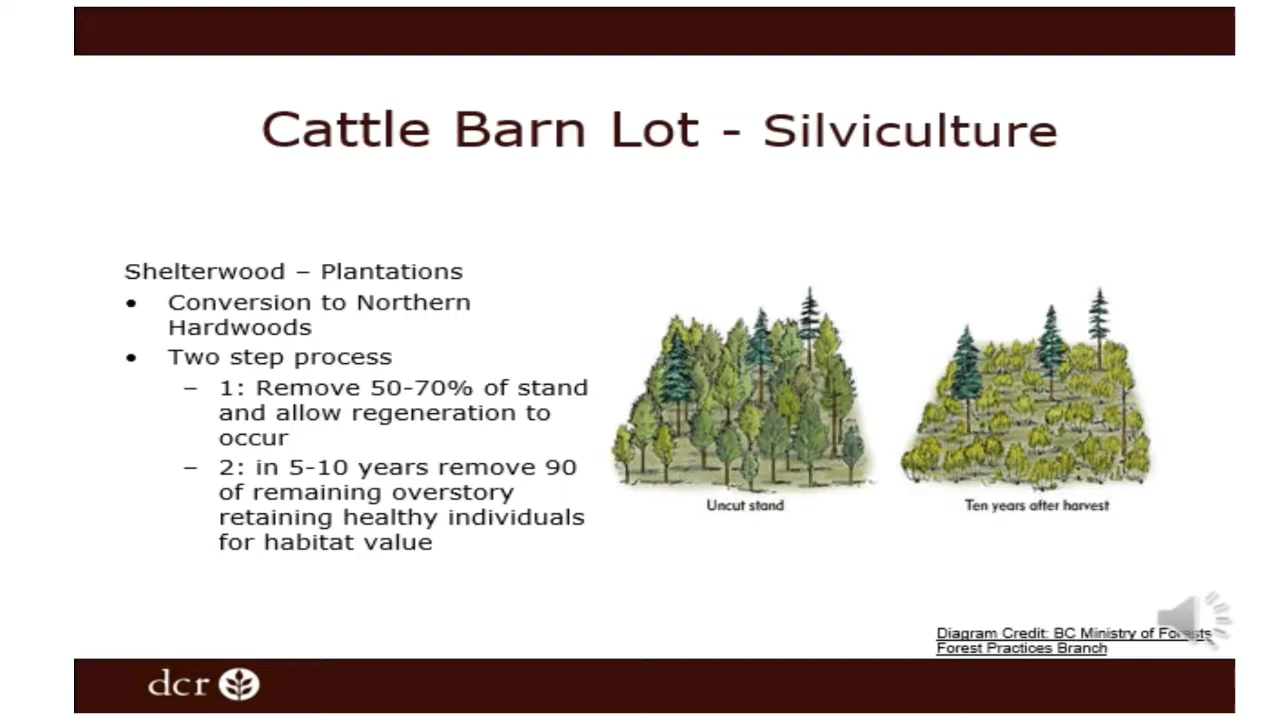 Cattle Barn Lot - Silviculture
Shelterwood – Plantations
• Conversion to Northern
Hardwoods
• Two step process
– 1: Remove 50-70% of stand
and allow regeneration to
occur
– 2: in 5-10 years remove 90
of remaining overstory
retaining healthy individuals
for habitat value
Uncut stand
Ten years after harvest
Diagram Credit: BC Ministry of Forests
Forest Practices Branch
dcr